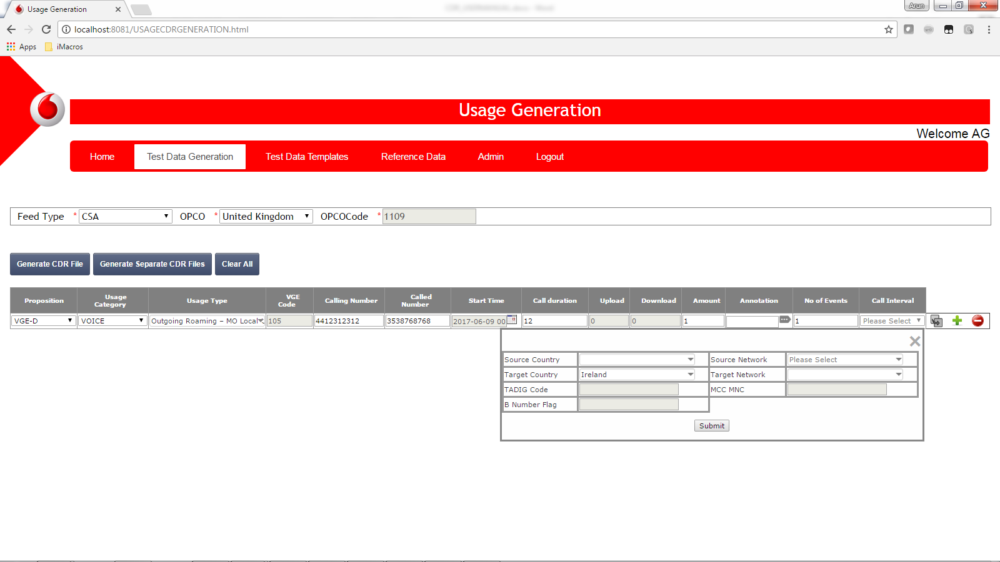 Usage Generation
Arun
localhost:8081/USAGECDRGENERATION.html
Apps iMacros
Usage Generation
Welcome AG
Home Test Data Generation Test Data Templates Reference Data Admin Logout
Feed Type * CSA OPCO * United Kingdom OPCOCode * 1109
Generate CDR File Generate Separate CDR Files Clear All
Proposition Usage Category Usage Type VGE Code Calling Number Called Number Start Time Call duration Upload Download Amount Annotation No of Events Call Interval
VGE-D VOICE Outgoing Roaming – MO Local 105 4412312312 3538768768 2017-06-09 00 12 0 0 1 1 Please Select
Source Country Source Network Please Select
Target Country Ireland Target Network
TADIG Code MCC MNC
B Number Flag
Submit